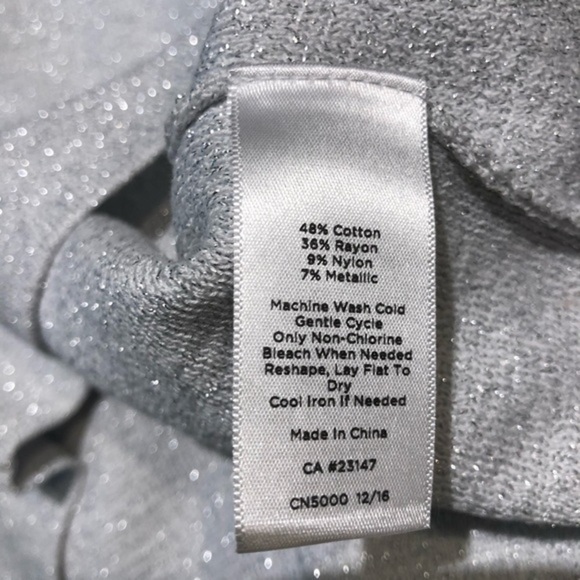 48% Cotton
36% Rayon
9% Nylon
7% Metallic
Machine Wash Cold
Gentle Cycle
Only Non-Chlorine
Bleach When Needed
Reshape, Lay Flat To
Dry
Cool Iron If Needed
Made In China
CA #23147
CN5000 12/16